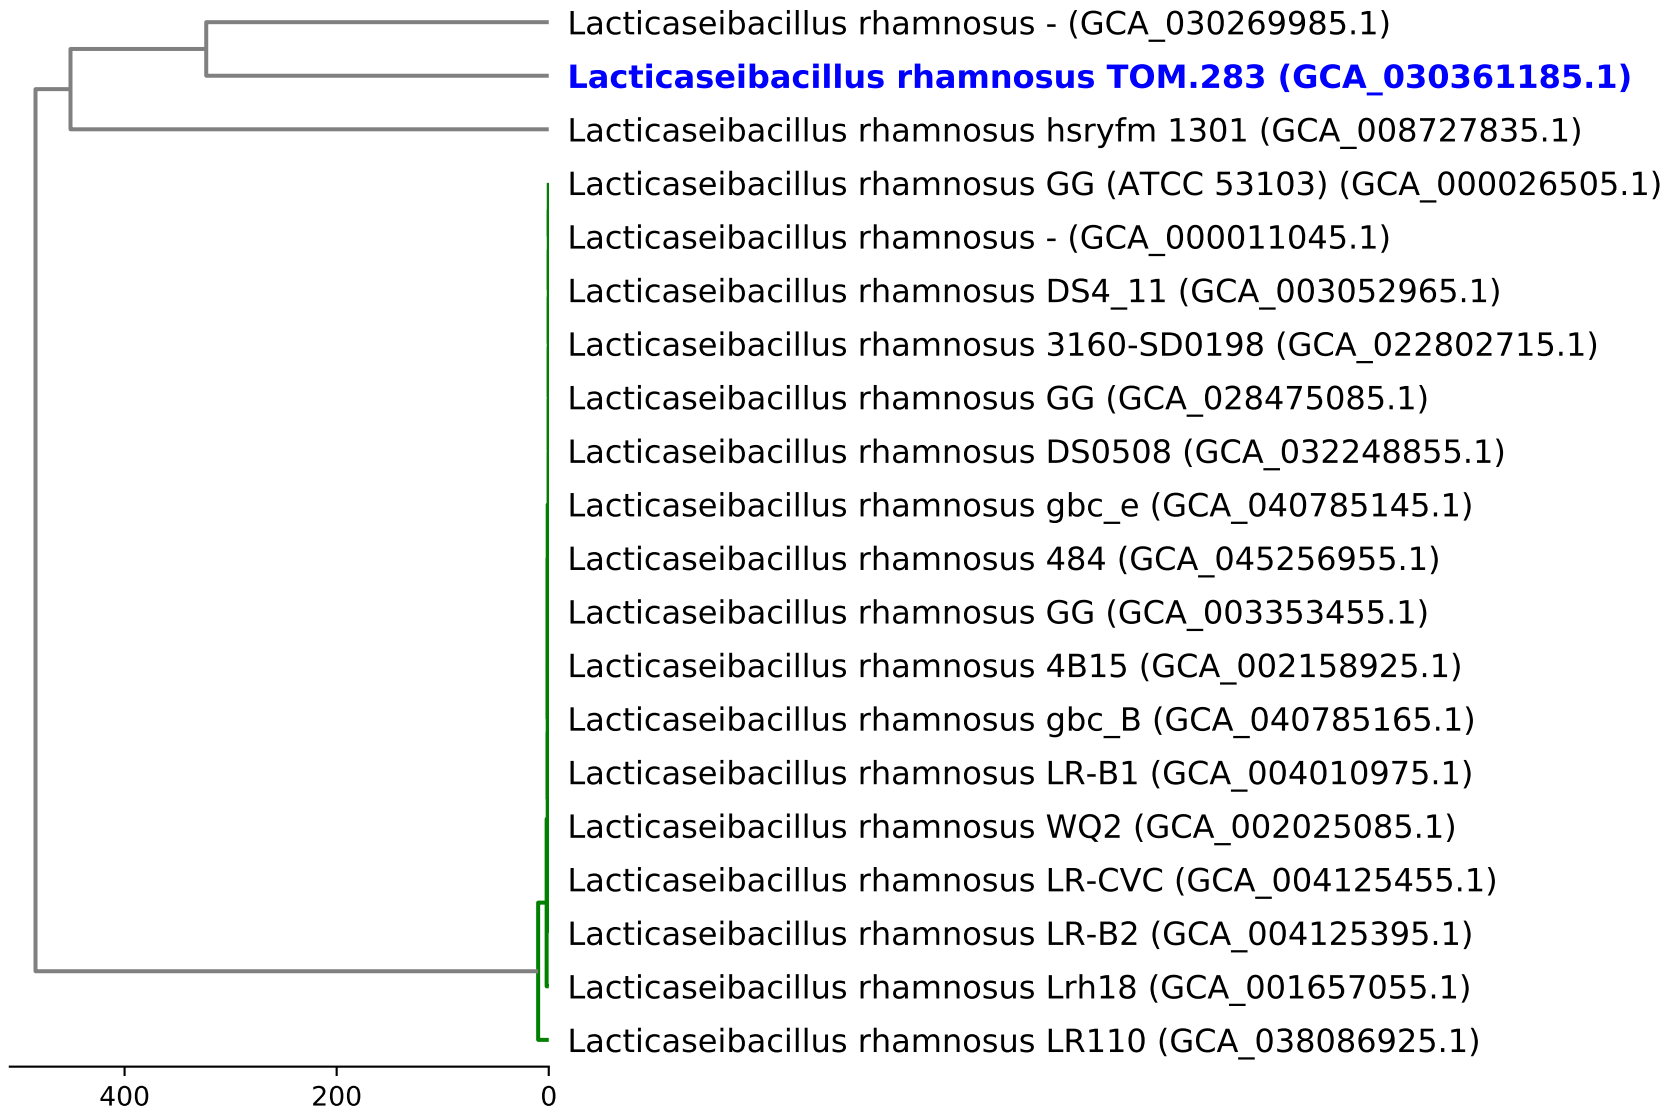 Lacticaseibacillus rhamnosus - (GCA_030269985.1)
Lacticaseibacillus rhamnosus TOM.283 (GCA_030361185.1)
Lacticaseibacillus rhamnosus hsryfm 1301 (GCA_008727835.1)
Lacticaseibacillus rhamnosus GG (ATCC 53103) (GCA_000026505.1)
Lacticaseibacillus rhamnosus - (GCA_000011045.1)
Lacticaseibacillus rhamnosus DS4_11 (GCA_003052965.1)
Lacticaseibacillus rhamnosus 3160-SD0198 (GCA_022802715.1)
Lacticaseibacillus rhamnosus GG (GCA_028475085.1)
Lacticaseibacillus rhamnosus DS0508 (GCA_032248855.1)
Lacticaseibacillus rhamnosus gbc_e (GCA_040785145.1)
Lacticaseibacillus rhamnosus 484 (GCA_045256955.1)
Lacticaseibacillus rhamnosus GG (GCA_003353455.1)
Lacticaseibacillus rhamnosus 4B15 (GCA_002158925.1)
Lacticaseibacillus rhamnosus gbc_B (GCA_040785165.1)
Lacticaseibacillus rhamnosus LR-B1 (GCA_004010975.1)
Lacticaseibacillus rhamnosus WQ2 (GCA_002025085.1)
Lacticaseibacillus rhamnosus LR-CVC (GCA_004125455.1)
Lacticaseibacillus rhamnosus LR-B2 (GCA_004125395.1)
Lacticaseibacillus rhamnosus Lrh18 (GCA_001657055.1)
Lacticaseibacillus rhamnosus LR110 (GCA_038086925.1)
400 200 0